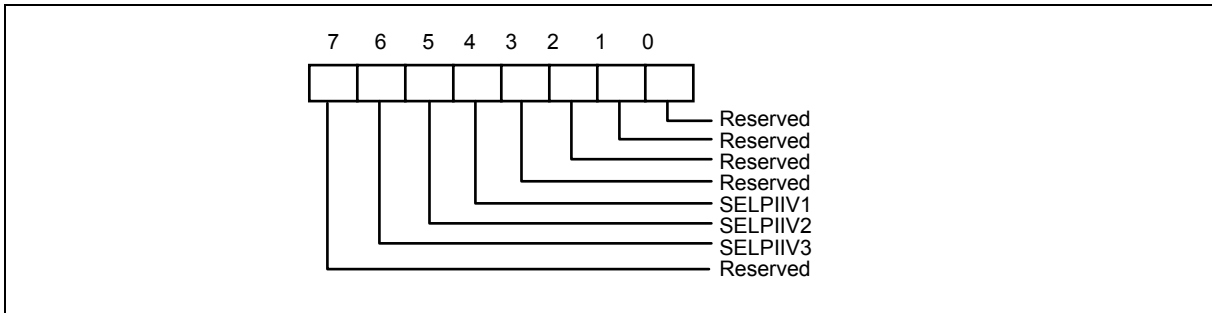 7 6 5 4 3 2 1 0
Reserved
Reserved
Reserved
Reserved
SELPIIV1
SELPIIV2
SELPIIV3
Reserved